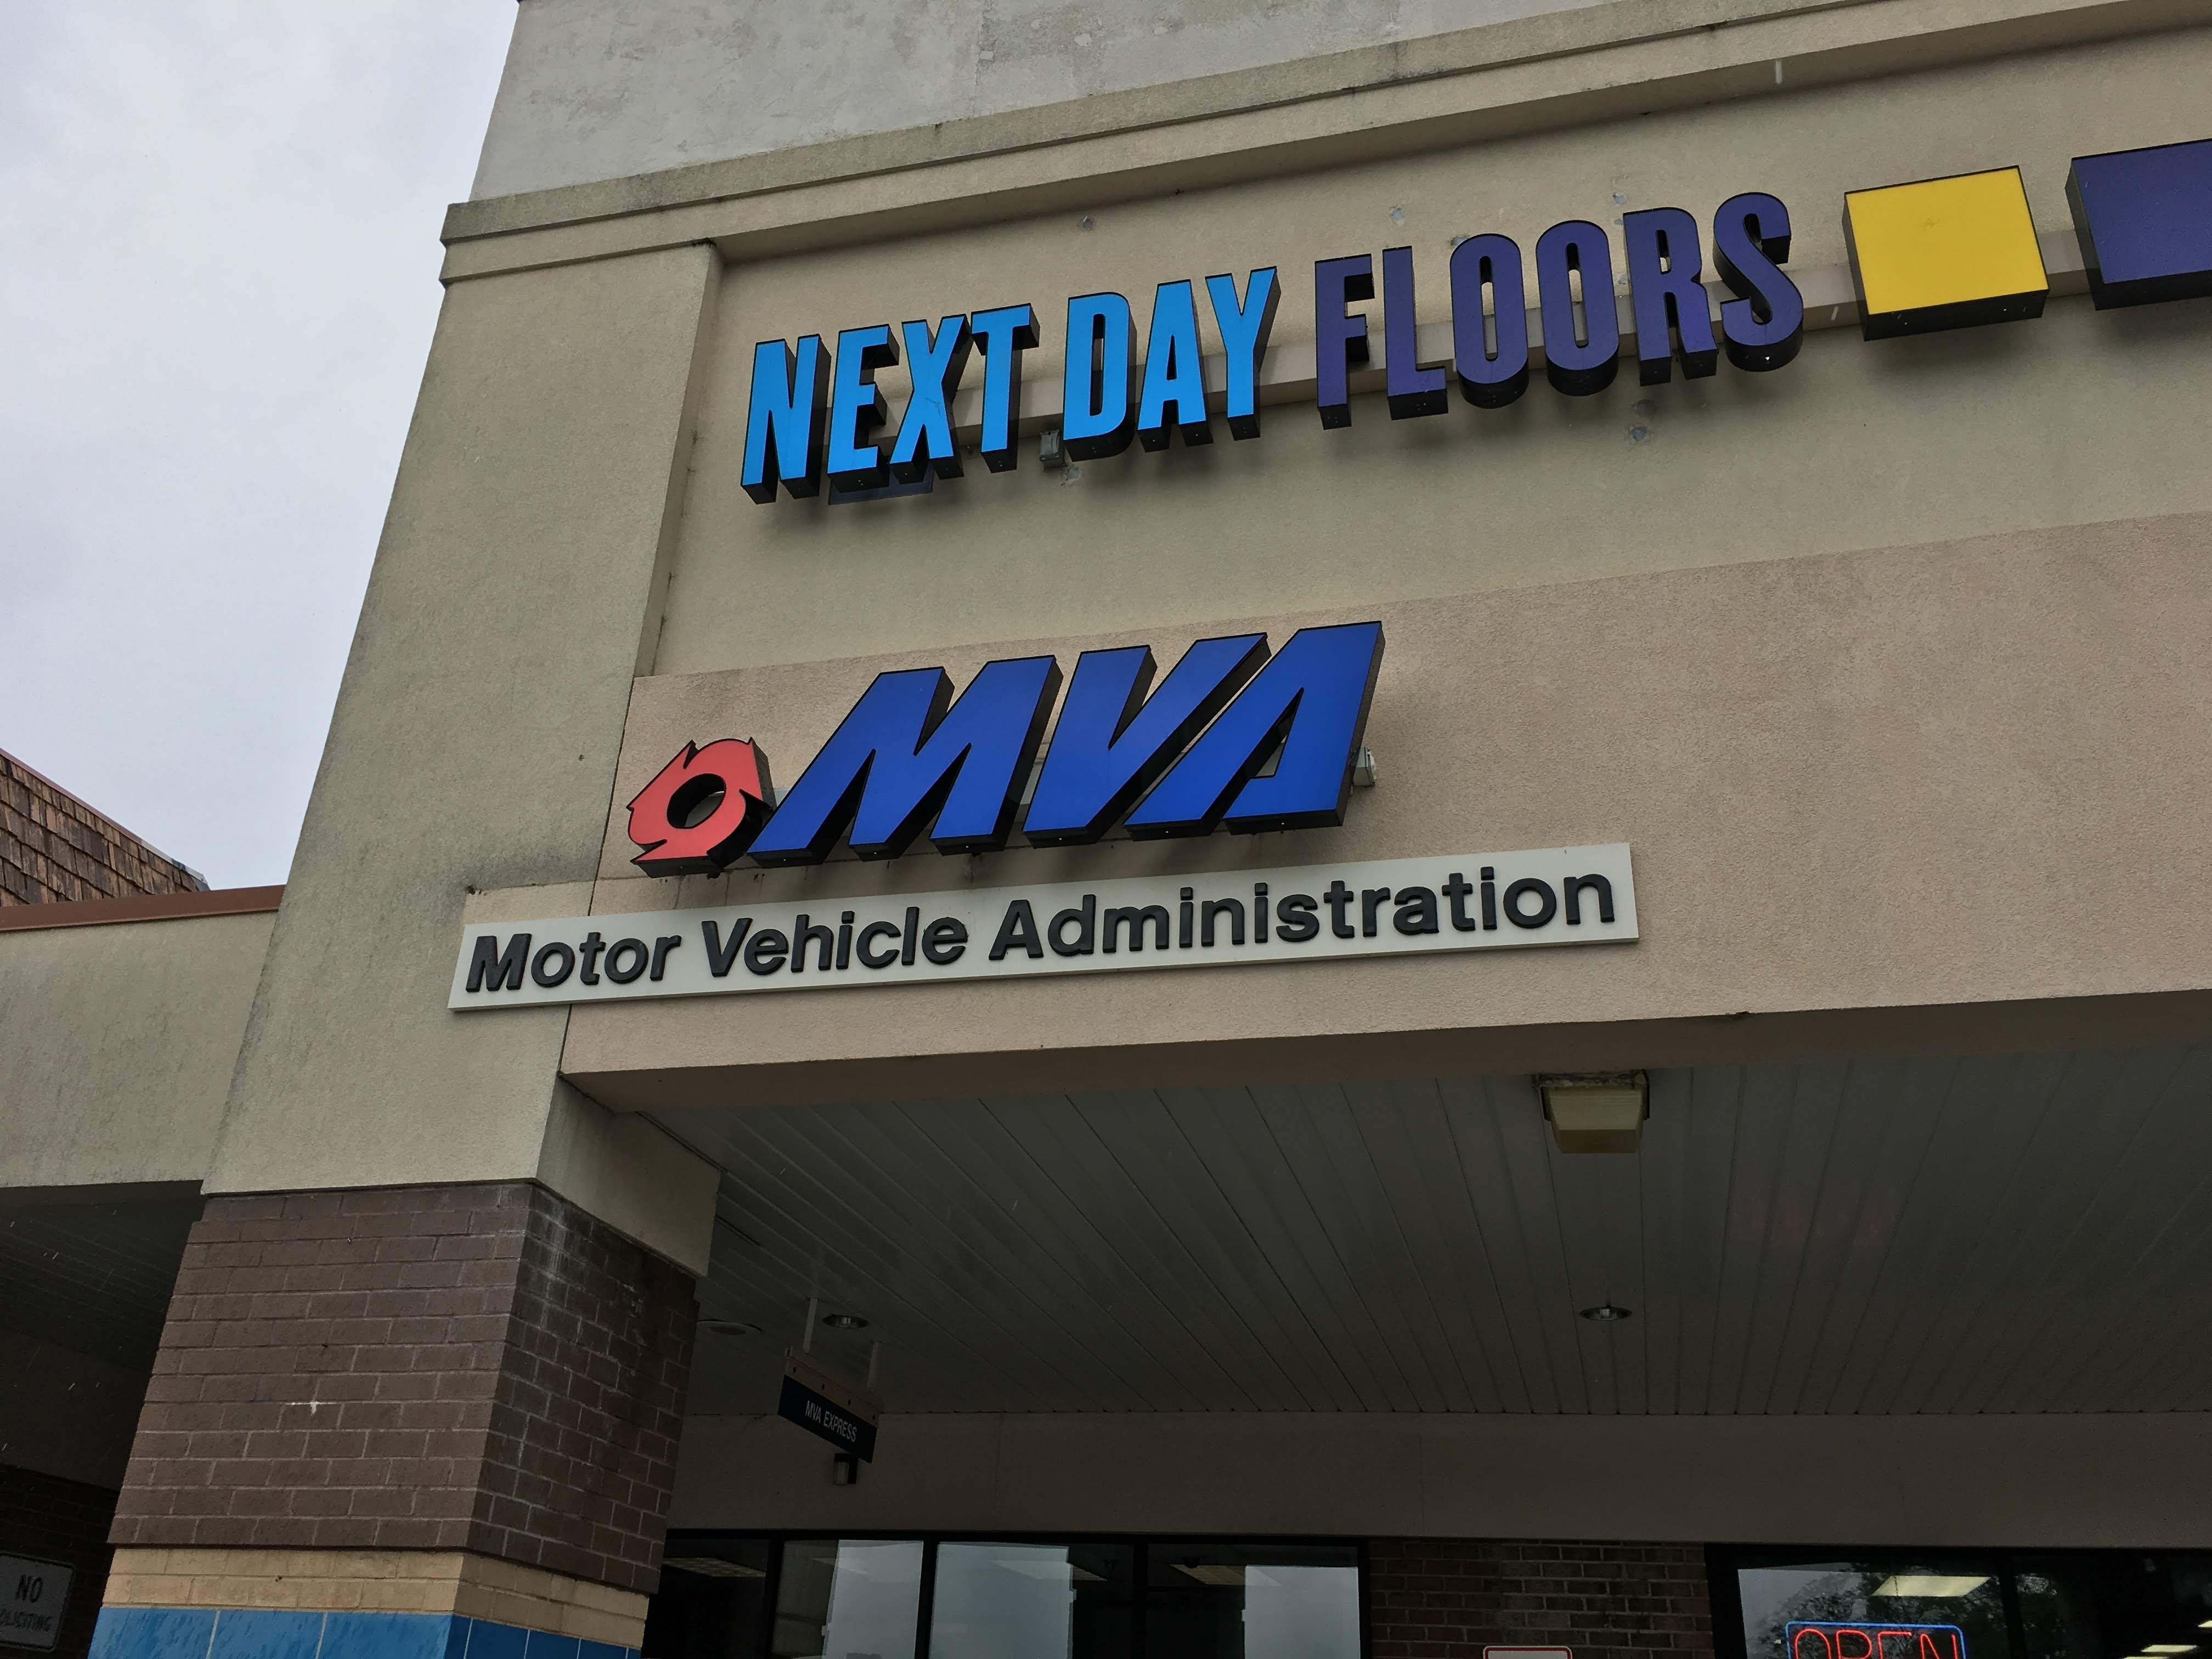 NEXT DAY FLOORS
MVA
Motor Vehicle Administration
MVA EXPRESS
NO
SOLICITING
OPEN